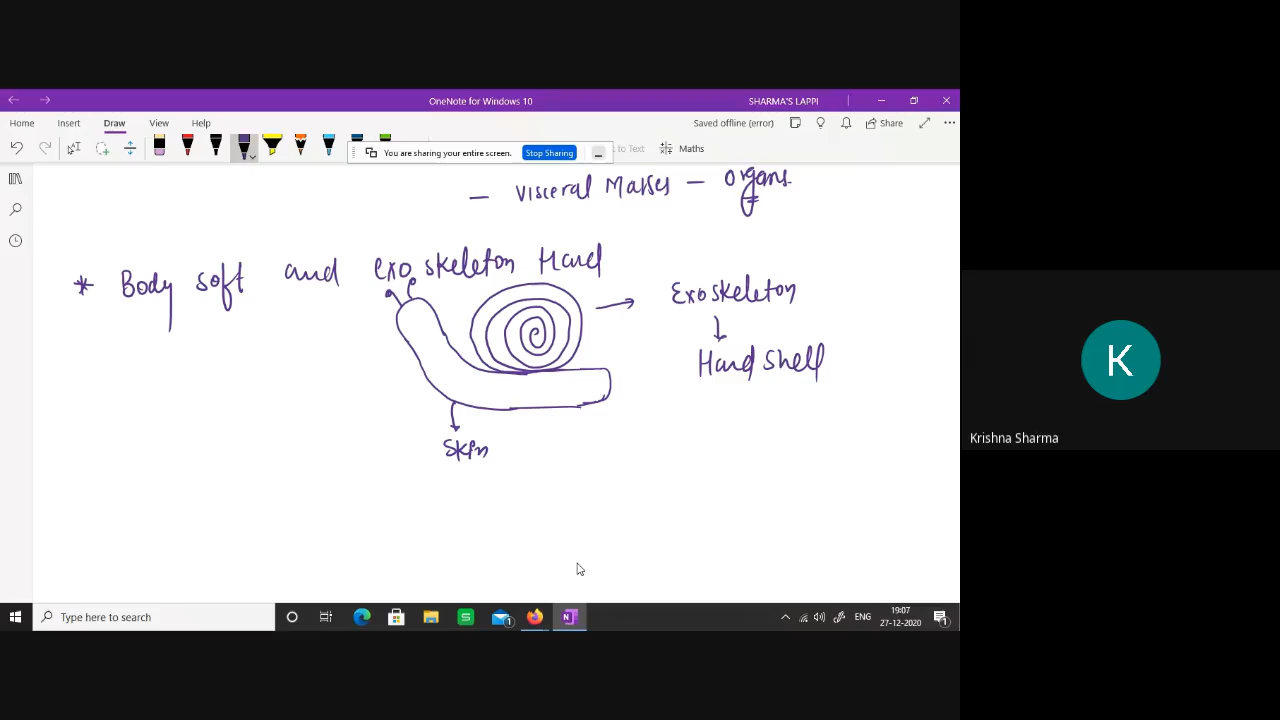 OneNote for Windows 10
SHARMA'S LAPPI
Home Insert Draw View Help
Saved offline (error)
Share
You are sharing your entire screen.
Stop Sharing
to Text
Maths
— Visceral Masses — Organs
* Body soft and exoskeleton Hard
Exoskeleton
Hard Shell
Skin
Type here to search
ENG
19:07
27-12-2020
K
Krishna Sharma